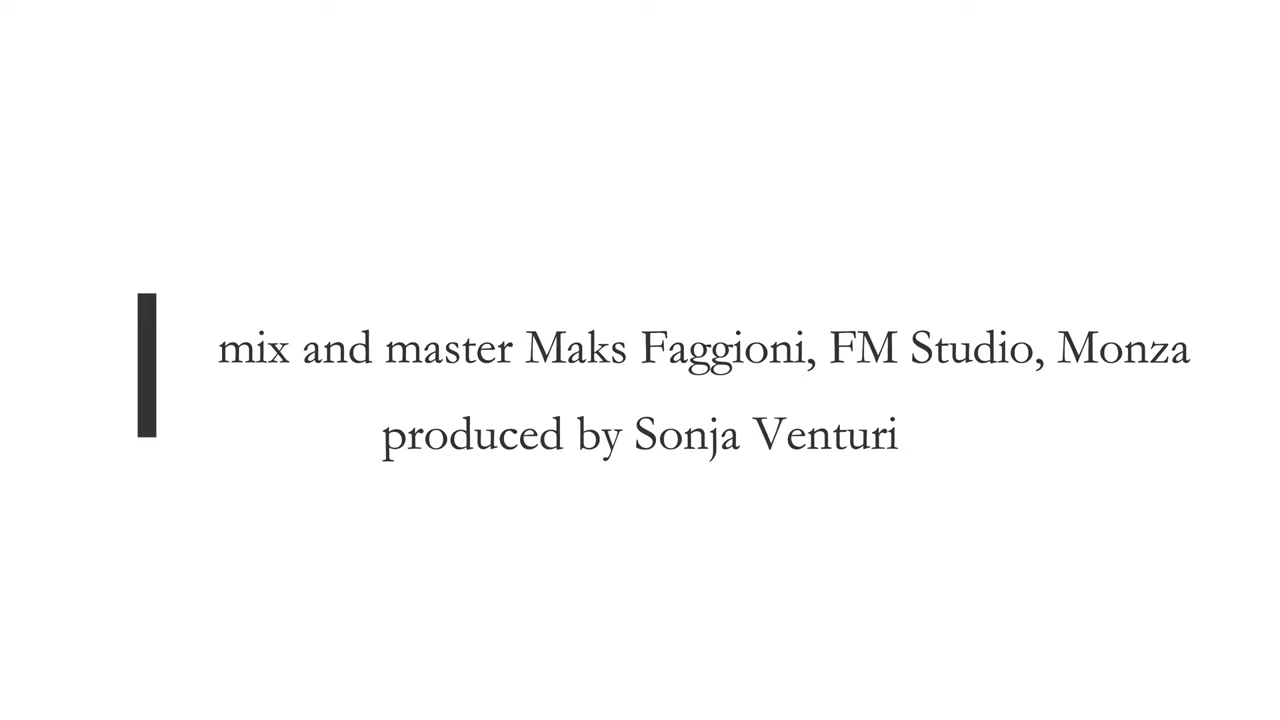 mix and master Maks Faggioni, FM Studio, Monza
produced by Sonja Venturi